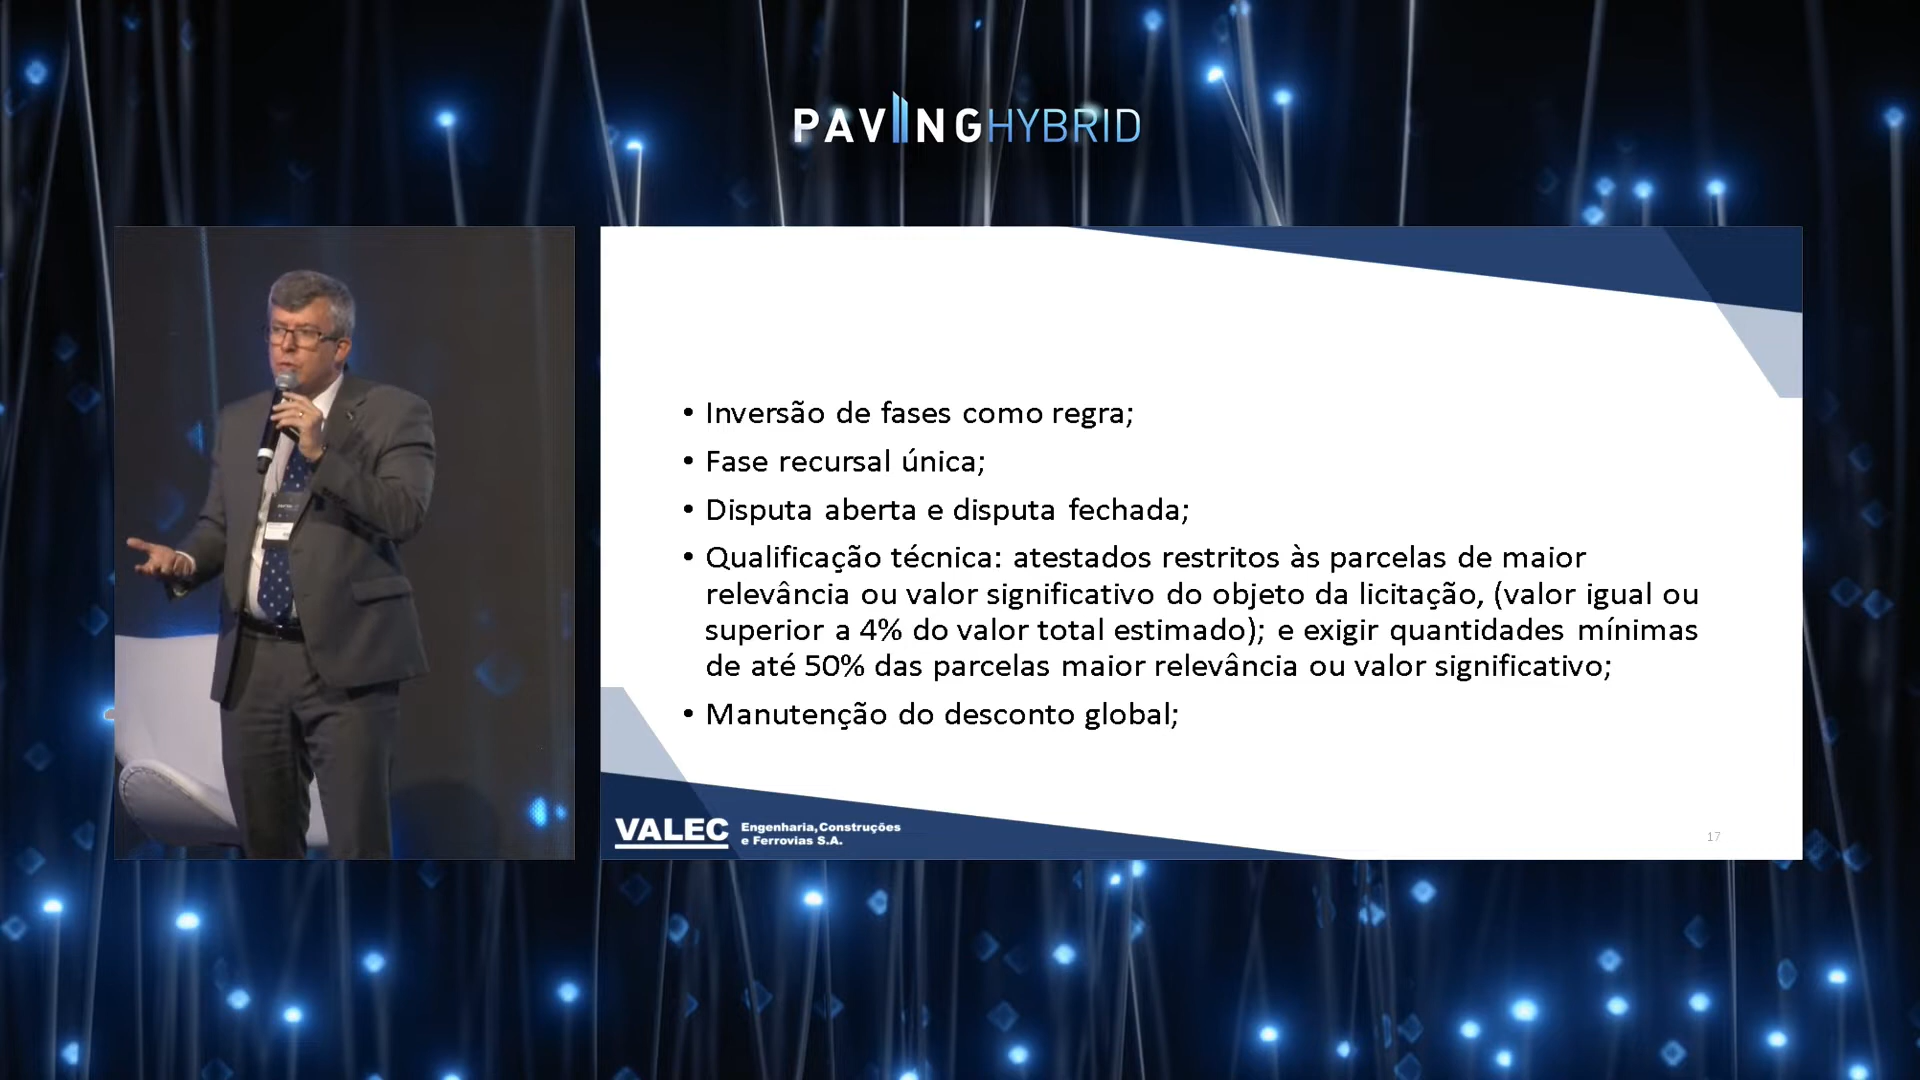 PAVING HYBRID
• Inversão de fases como regra;
• Fase recursal única;
• Disputa aberta e disputa fechada;
• Qualificação técnica: atestados restritos às parcelas de maior
relevância ou valor significativo do objeto da licitação, (valor igual ou
superior a 4% do valor total estimado); e exigir quantidades mínimas
de até 50% das parcelas maior relevância ou valor significativo;
• Manutenção do desconto global;
VALEC
Engenharia, Construções
e Ferrovias S.A.
17